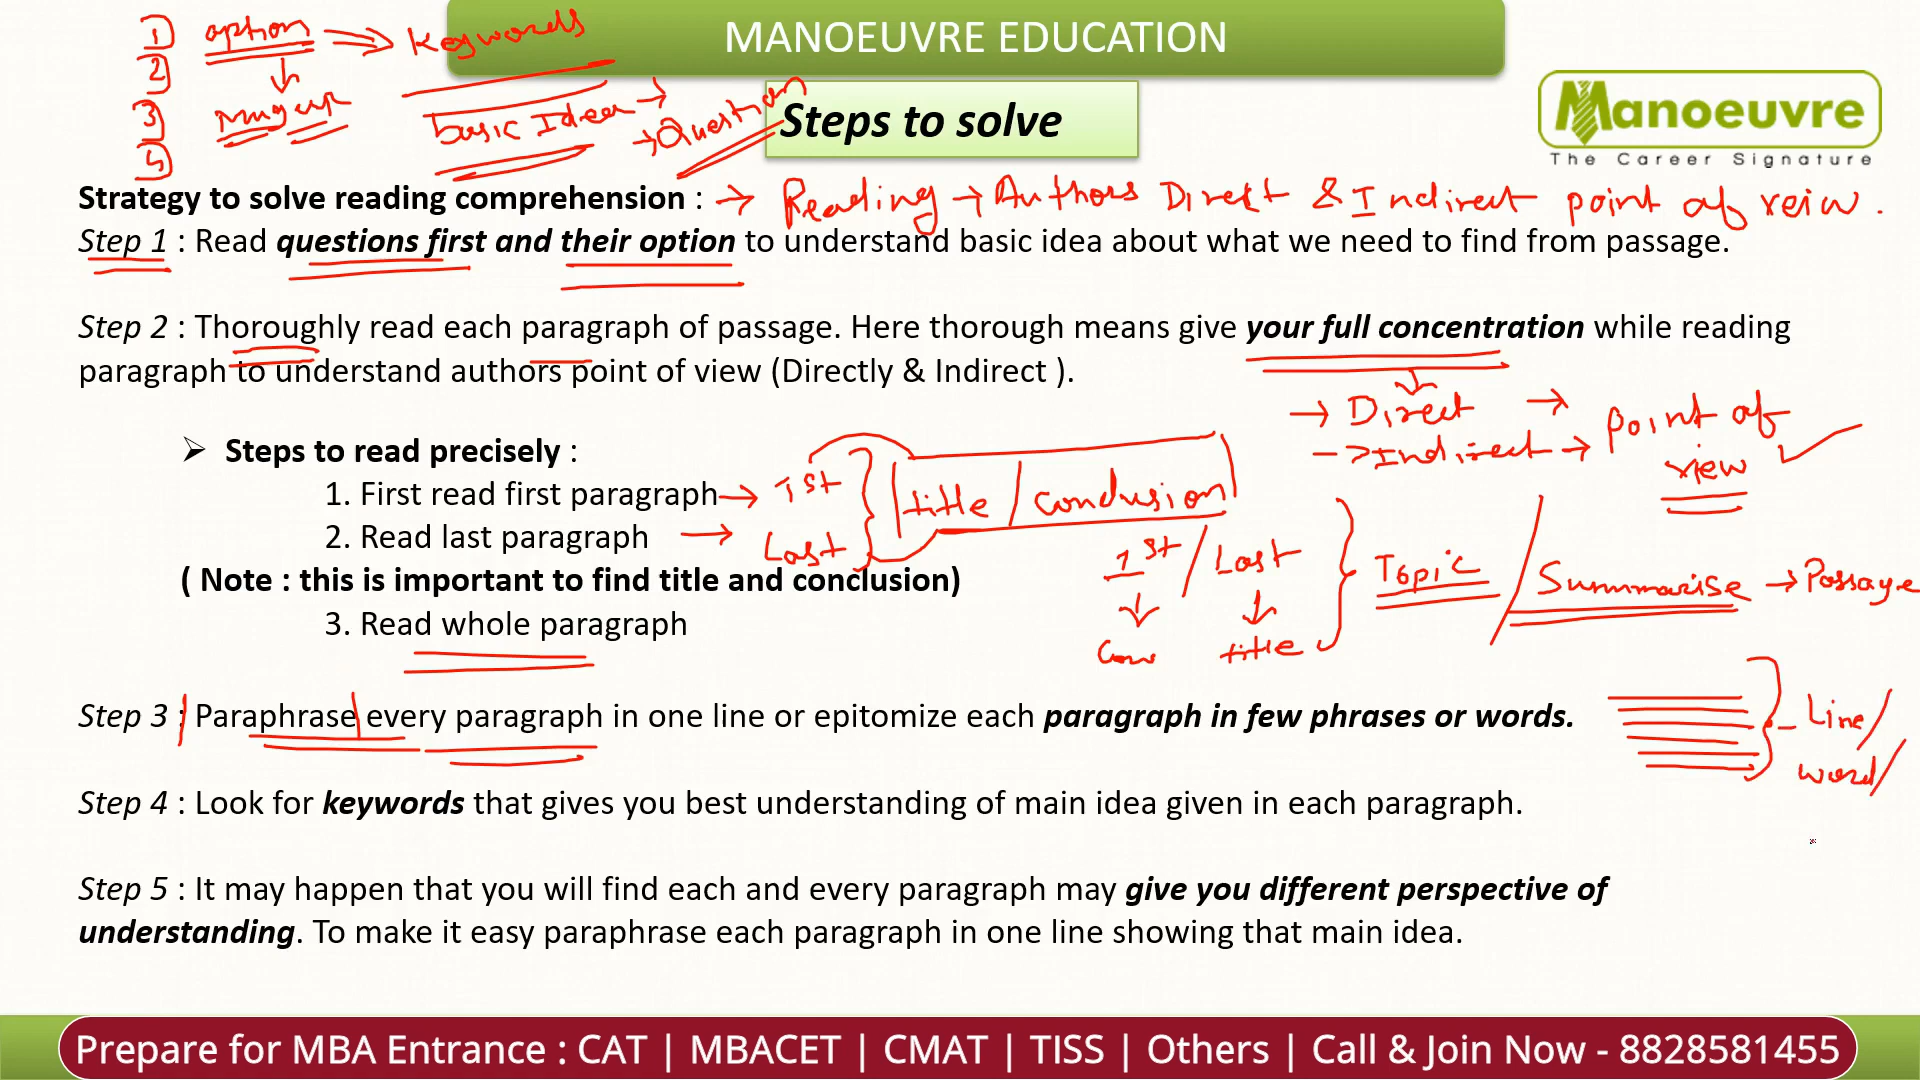 MANOEUVRE EDUCATION
1) option ⇒ Keywords
2)
3) Mug up basic Idea → → Question
5)
Steps to solve
Manoeuvre
The Career Signature
Strategy to solve reading comprehension : → Reading → Authors Direct & Indirect point of veiw.
Step 1 : Read questions first and their option to understand basic idea about what we need to find from passage.
Step 2 : Thoroughly read each paragraph of passage. Here thorough means give your full concentration while reading
paragraph to understand authors point of view (Directly & Indirect ).
→ Direct →
→ Indirect → point of
view
➢ Steps to read precisely :
1. First read first paragraph → 1st
title / conclusion
2. Read last paragraph → Last
1st / Last
Topic / Summarise → Passage
( Note : this is important to find title and conclusion)
3. Read whole paragraph
Con title
Step 3 : Paraphrase every paragraph in one line or epitomize each paragraph in few phrases or words.
Line /
word /
Step 4 : Look for keywords that gives you best understanding of main idea given in each paragraph.
Step 5 : It may happen that you will find each and every paragraph may give you different perspective of
understanding. To make it easy paraphrase each paragraph in one line showing that main idea.
Prepare for MBA Entrance : CAT | MBACET | CMAT | TISS | Others | Call & Join Now - 8828581455